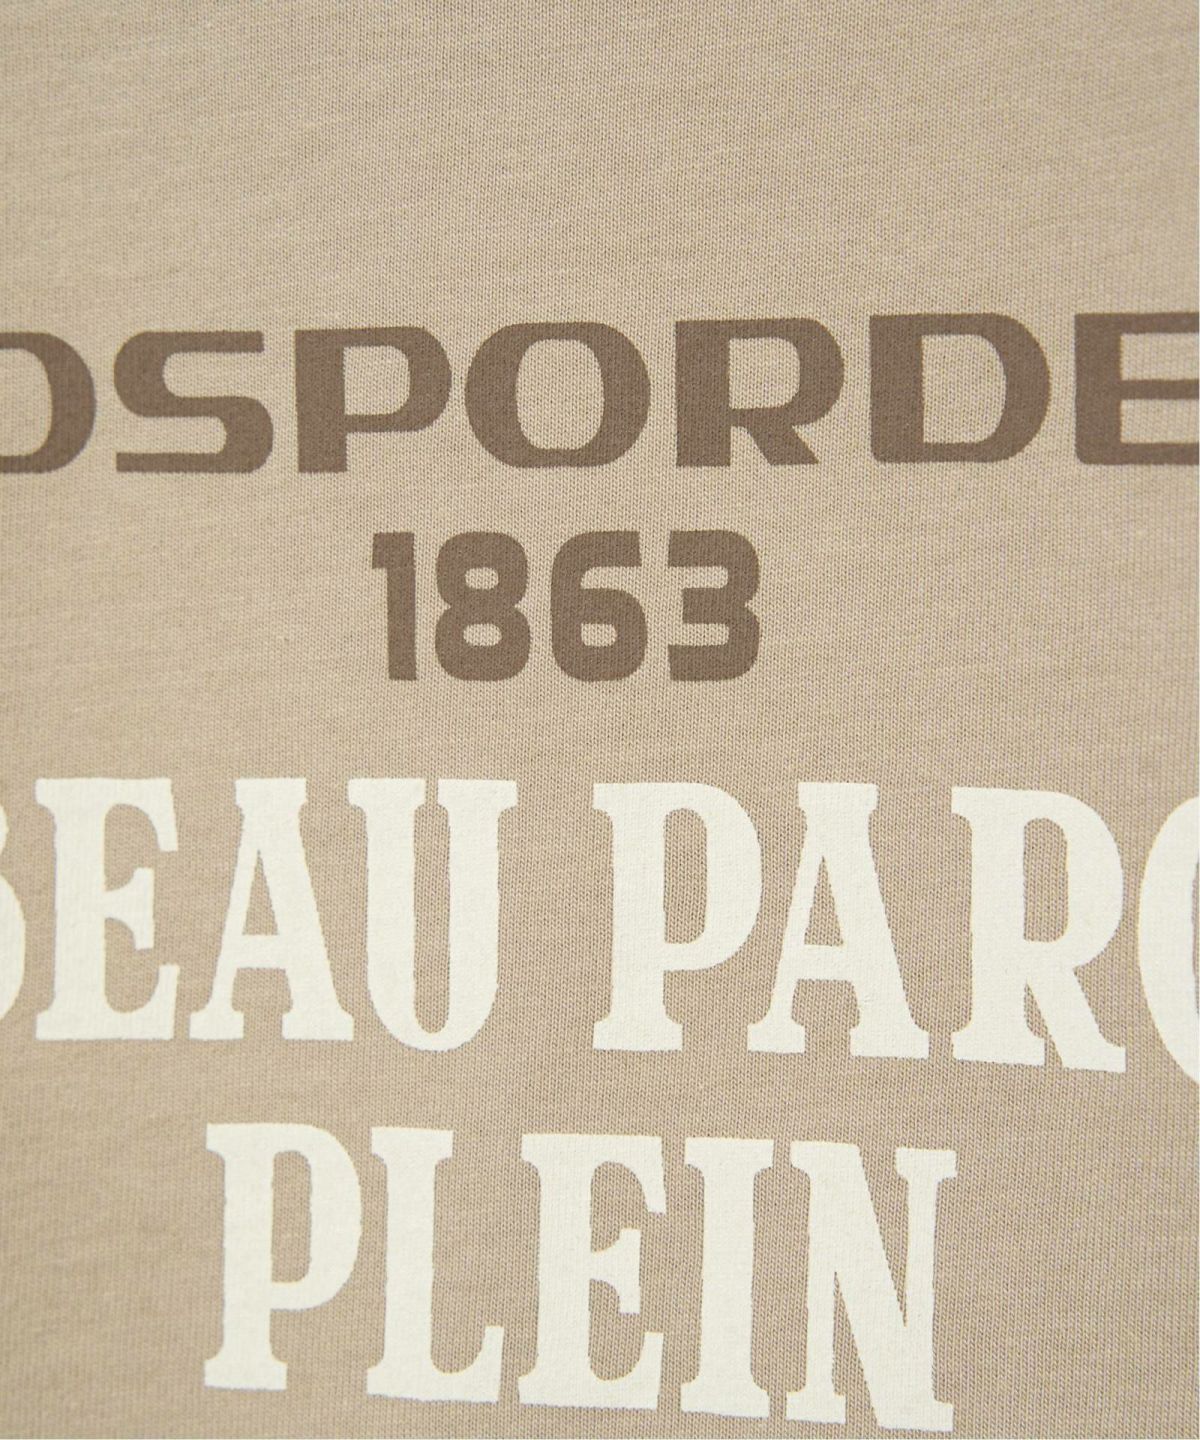 OSPORDE
1863
BEAU PARC
PLEIN